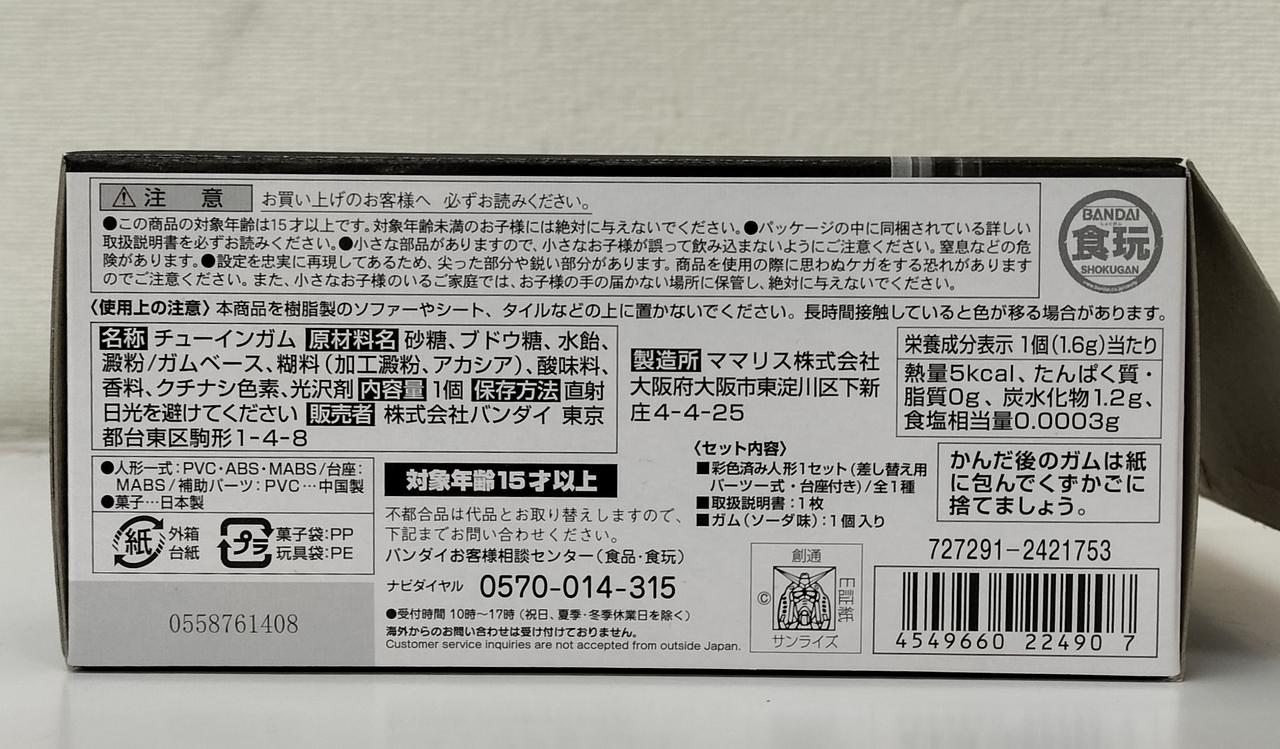 ⚠注 意 お買い上げのお客様へ 必ずお読みください。
●この商品の対象年齢は15才以上です。対象年齢未満のお子様には絶対に与えないでください。●パッケージの中に同梱されている詳しい
取扱説明書を必ずお読みください。●小さな部品がありますので、小さなお子様が誤って飲み込まないようにご注意ください。窒息などの危
険があります。●設定を忠実に再現してあるため、尖った部分や鋭い部分があります。商品を使用の際に思わぬケガをする恐れがあります
のでご注意ください。また、小さなお子様のいるご家庭では、お子様の手の届かない場所に保管し、絶対に与えないでください。
BANDAI
食玩
SHOKUGAN
〈使用上の注意〉本商品を樹脂製のソファーやシート、タイルなどの上に置かないでください。長時間接触していると色が移る場合があります。
名称 チューインガム 原材料名 砂糖、ブドウ糖、水飴、
澱粉/ガムベース、糊料(加工澱粉、アカシア)、酸味料、
香料、クチナシ色素、光沢剤 内容量 1個 保存方法 直射
日光を避けてください 販売者 株式会社バンダイ 東京
都台東区駒形1-4-8
製造所 ママリス株式会社
大阪府大阪市東淀川区下新
庄4-4-25
栄養成分表示 1個(1.6g)当たり
熱量5kcal、たんぱく質・
脂質0g、炭水化物1.2g、
食塩相当量0.0003g
●人形一式:PVC・ABS・MABS/台座:
MABS/補助パーツ:PVC…中国製
●菓子…日本製
紙 外箱
台紙
プラ 菓子袋:PP
玩具袋:PE
0558761408
対象年齢15才以上
不都合品は代品とお取り替えしますので、
下記までお問い合わせください。
バンダイお客様相談センター(食品・食玩)
ナビダイヤル 0570-014-315
●受付時間 10時〜17時(祝日、夏季・冬季休業日を除く)
海外からのお問い合わせは受け付けておりません。
Customer service inquiries are not accepted from outside Japan.
〈セット内容〉
■彩色済み人形1セット(差し替え用
パーツ一式・台座付き)/全1種
■取扱説明書:1枚
■ガム(ソーダ味):1個入り
かんだ後のガムは紙
に包んでくずかごに
捨てましょう。
創通
©
証紙
サンライズ
727291-2421753
4549660 224907